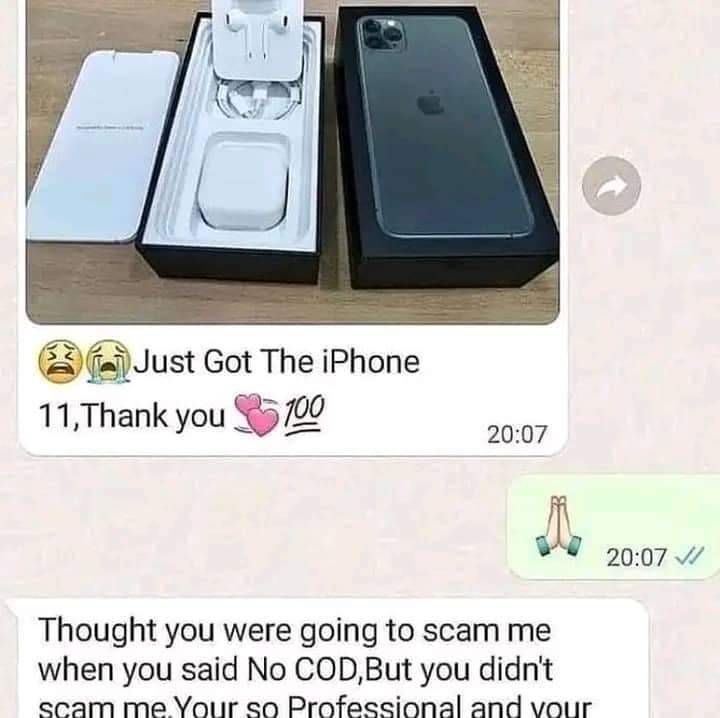 😫😭Just Got The iPhone
11,Thank you 💞💯
20:07
🙏
20:07
Thought you were going to scam me
when you said No COD,But you didn't
scam me.Your so Professional and your